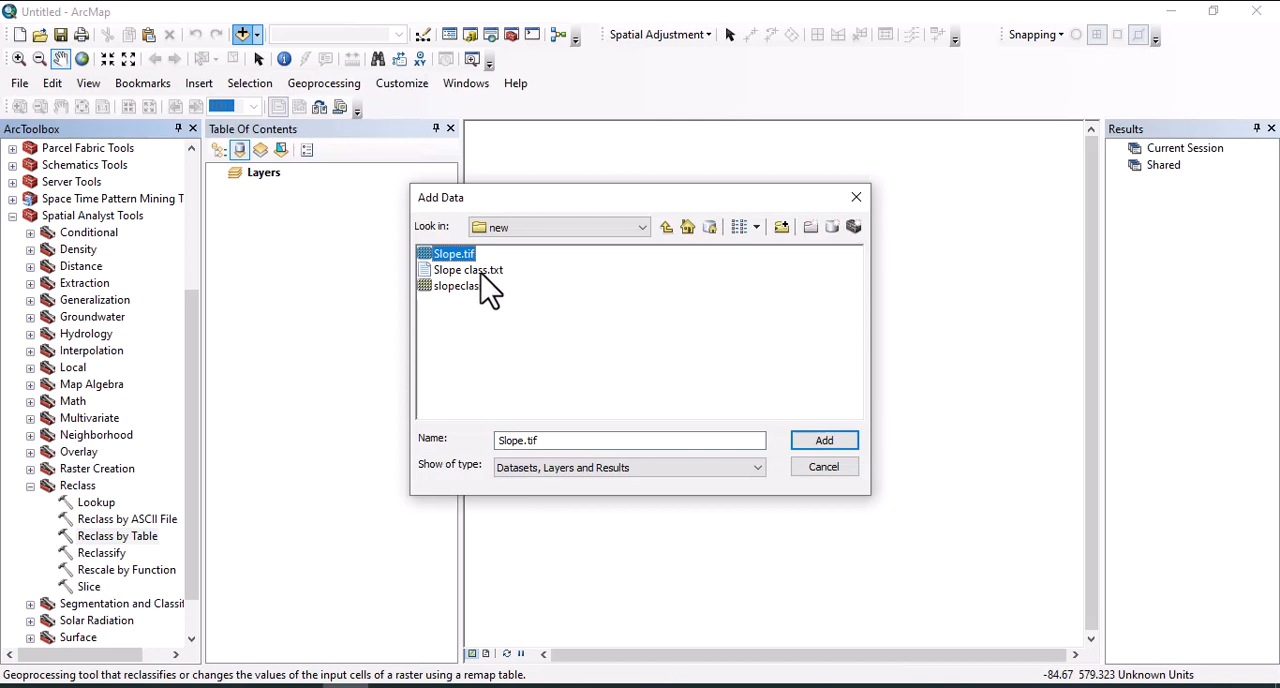 Untitled - ArcMap
Spatial Adjustment
Snapping
File Edit View Bookmarks Insert Selection Geoprocessing Customize Windows Help
ArcToolbox
Parcel Fabric Tools
Schematics Tools
Server Tools
Space Time Pattern Mining T
Spatial Analyst Tools
Conditional
Density
Distance
Extraction
Generalization
Groundwater
Hydrology
Interpolation
Local
Map Algebra
Math
Multivariate
Neighborhood
Overlay
Raster Creation
Reclass
Lookup
Reclass by ASCII File
Reclass by Table
Reclassify
Rescale by Function
Slice
Segmentation and Classif
Solar Radiation
Surface
Table Of Contents
Layers
Add Data
Look in: new
Slope.tif
Slope class.txt
slopeclas
Name: Slope.tif
Add
Show of type: Datasets, Layers and Results
Cancel
Results
Current Session
Shared
Geoprocessing tool that reclassifies or changes the values of the input cells of a raster using a remap table.
-84.67 579.323 Unknown Units